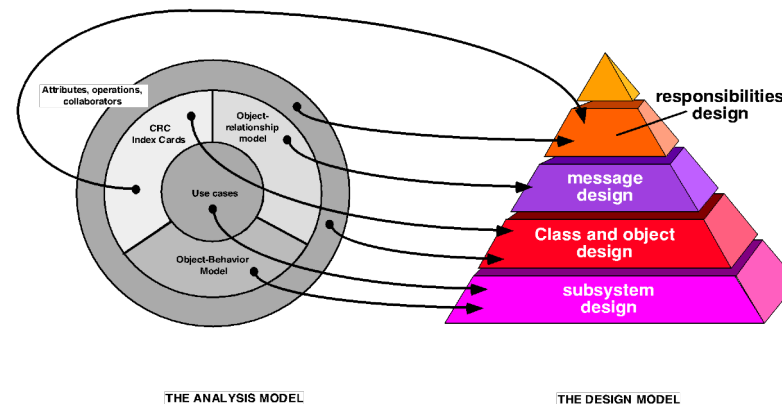 Attributes, operations,
collaborators
CRC
Index Cards
Object-
relationship
model
Use cases
Object-Behavior
Model
responsibilities
design
message
design
Class and object
design
subsystem
design
THE ANALYSIS MODEL
THE DESIGN MODEL